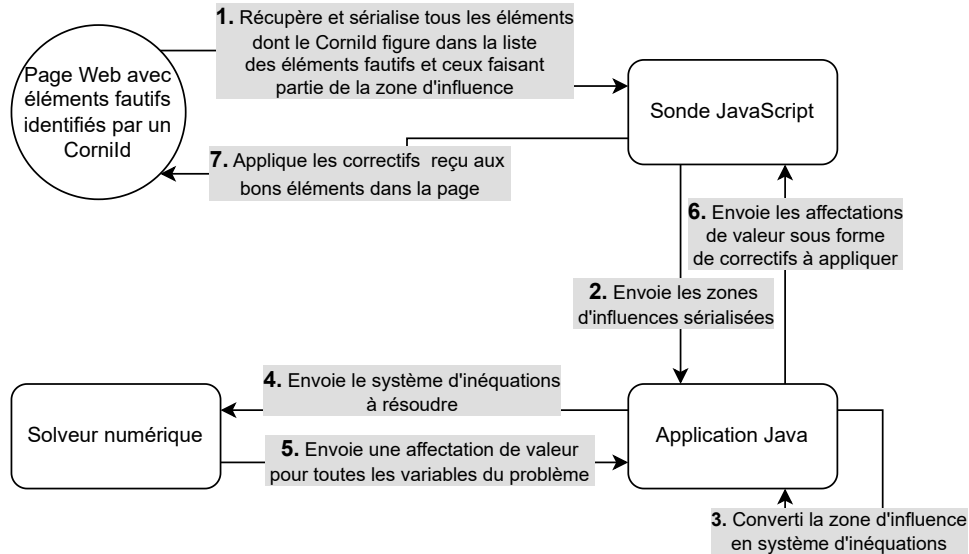 1. Récupère et sérialise tous les éléments
dont le CorniId figure dans la liste
des éléments fautifs et ceux faisant
partie de la zone d'influence
Page Web avec
éléments fautifs
identifiés par un
CorniId
Sonde JavaScript
7. Applique les correctifs reçu aux
bons éléments dans la page
6. Envoie les affectations
de valeur sous forme
de correctifs à appliquer
2. Envoie les zones
d'influences sérialisées
4. Envoie le système d'inéquations
à résoudre
Solveur numérique
Application Java
5. Envoie une affectation de valeur
pour toutes les variables du problème
3. Converti la zone d'influence
en système d'inéquations